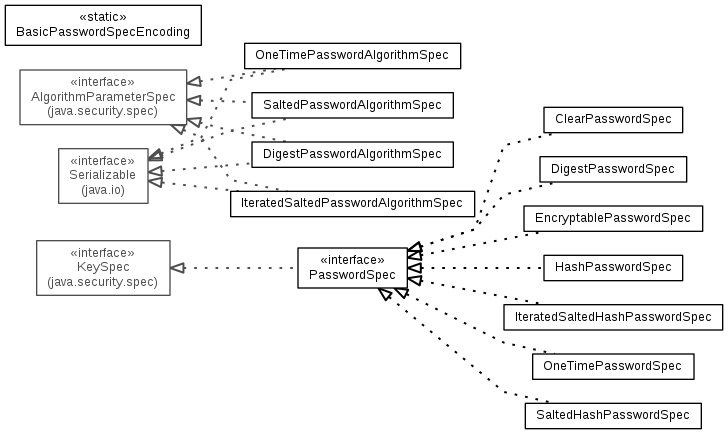 «static»
BasicPasswordSpecEncoding
«interface»
AlgorithmParameterSpec
(java.security.spec)
OneTimePasswordAlgorithmSpec
SaltedPasswordAlgorithmSpec
DigestPasswordAlgorithmSpec
IteratedSaltedPasswordAlgorithmSpec
«interface»
Serializable
(java.io)
«interface»
KeySpec
(java.security.spec)
«interface»
PasswordSpec
ClearPasswordSpec
DigestPasswordSpec
EncryptablePasswordSpec
HashPasswordSpec
IteratedSaltedHashPasswordSpec
OneTimePasswordSpec
SaltedHashPasswordSpec